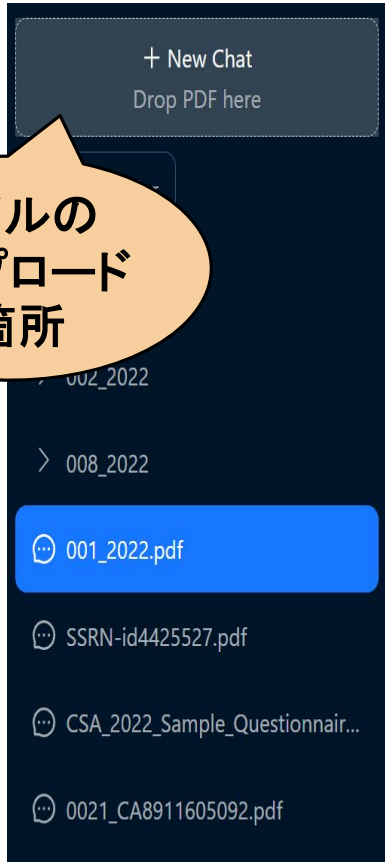 + New Chat
Drop PDF here
ルの
プロード
箇所
002_2022
008_2022
001_2022.pdf
SSRN-id4425527.pdf
CSA_2022_Sample_Questionnair...
0021_CA8911605092.pdf